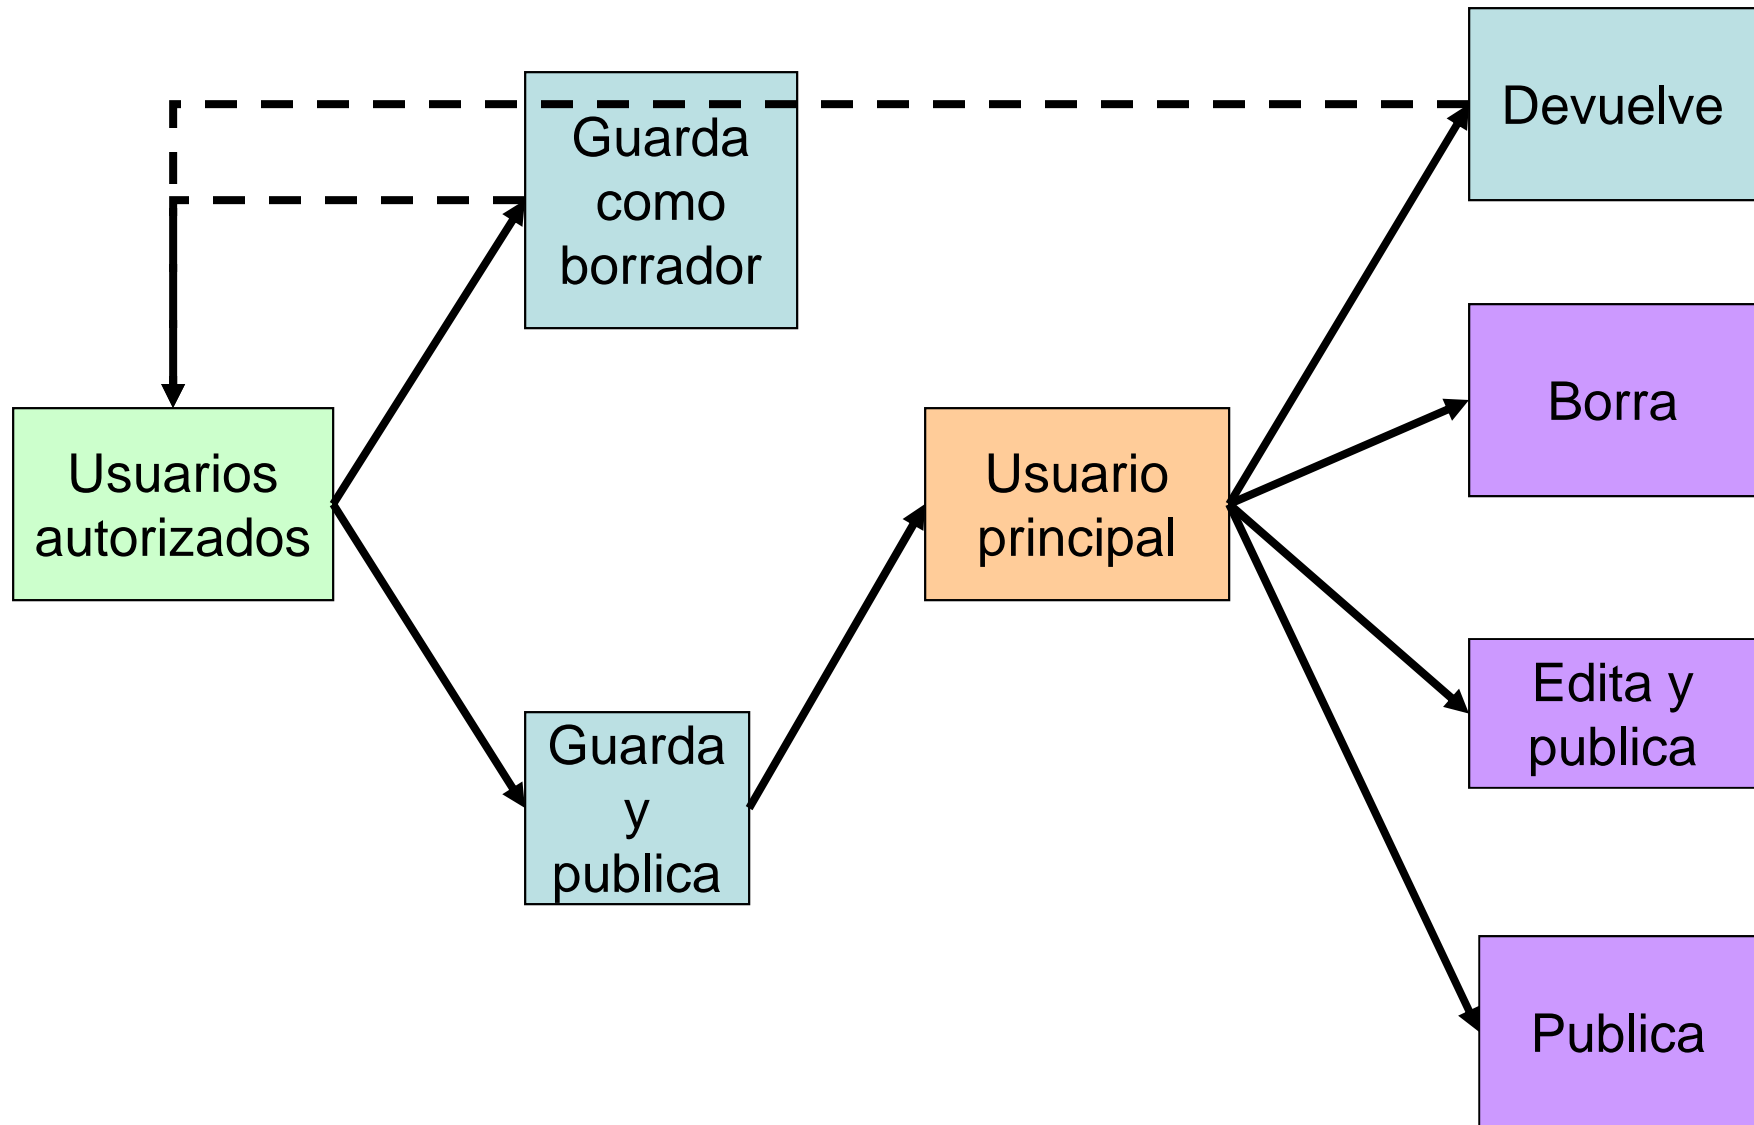 Devuelve
Guarda
como
borrador
Borra
Usuarios
autorizados
Usuario
principal
Edita y
publica
Guarda
y
publica
Publica